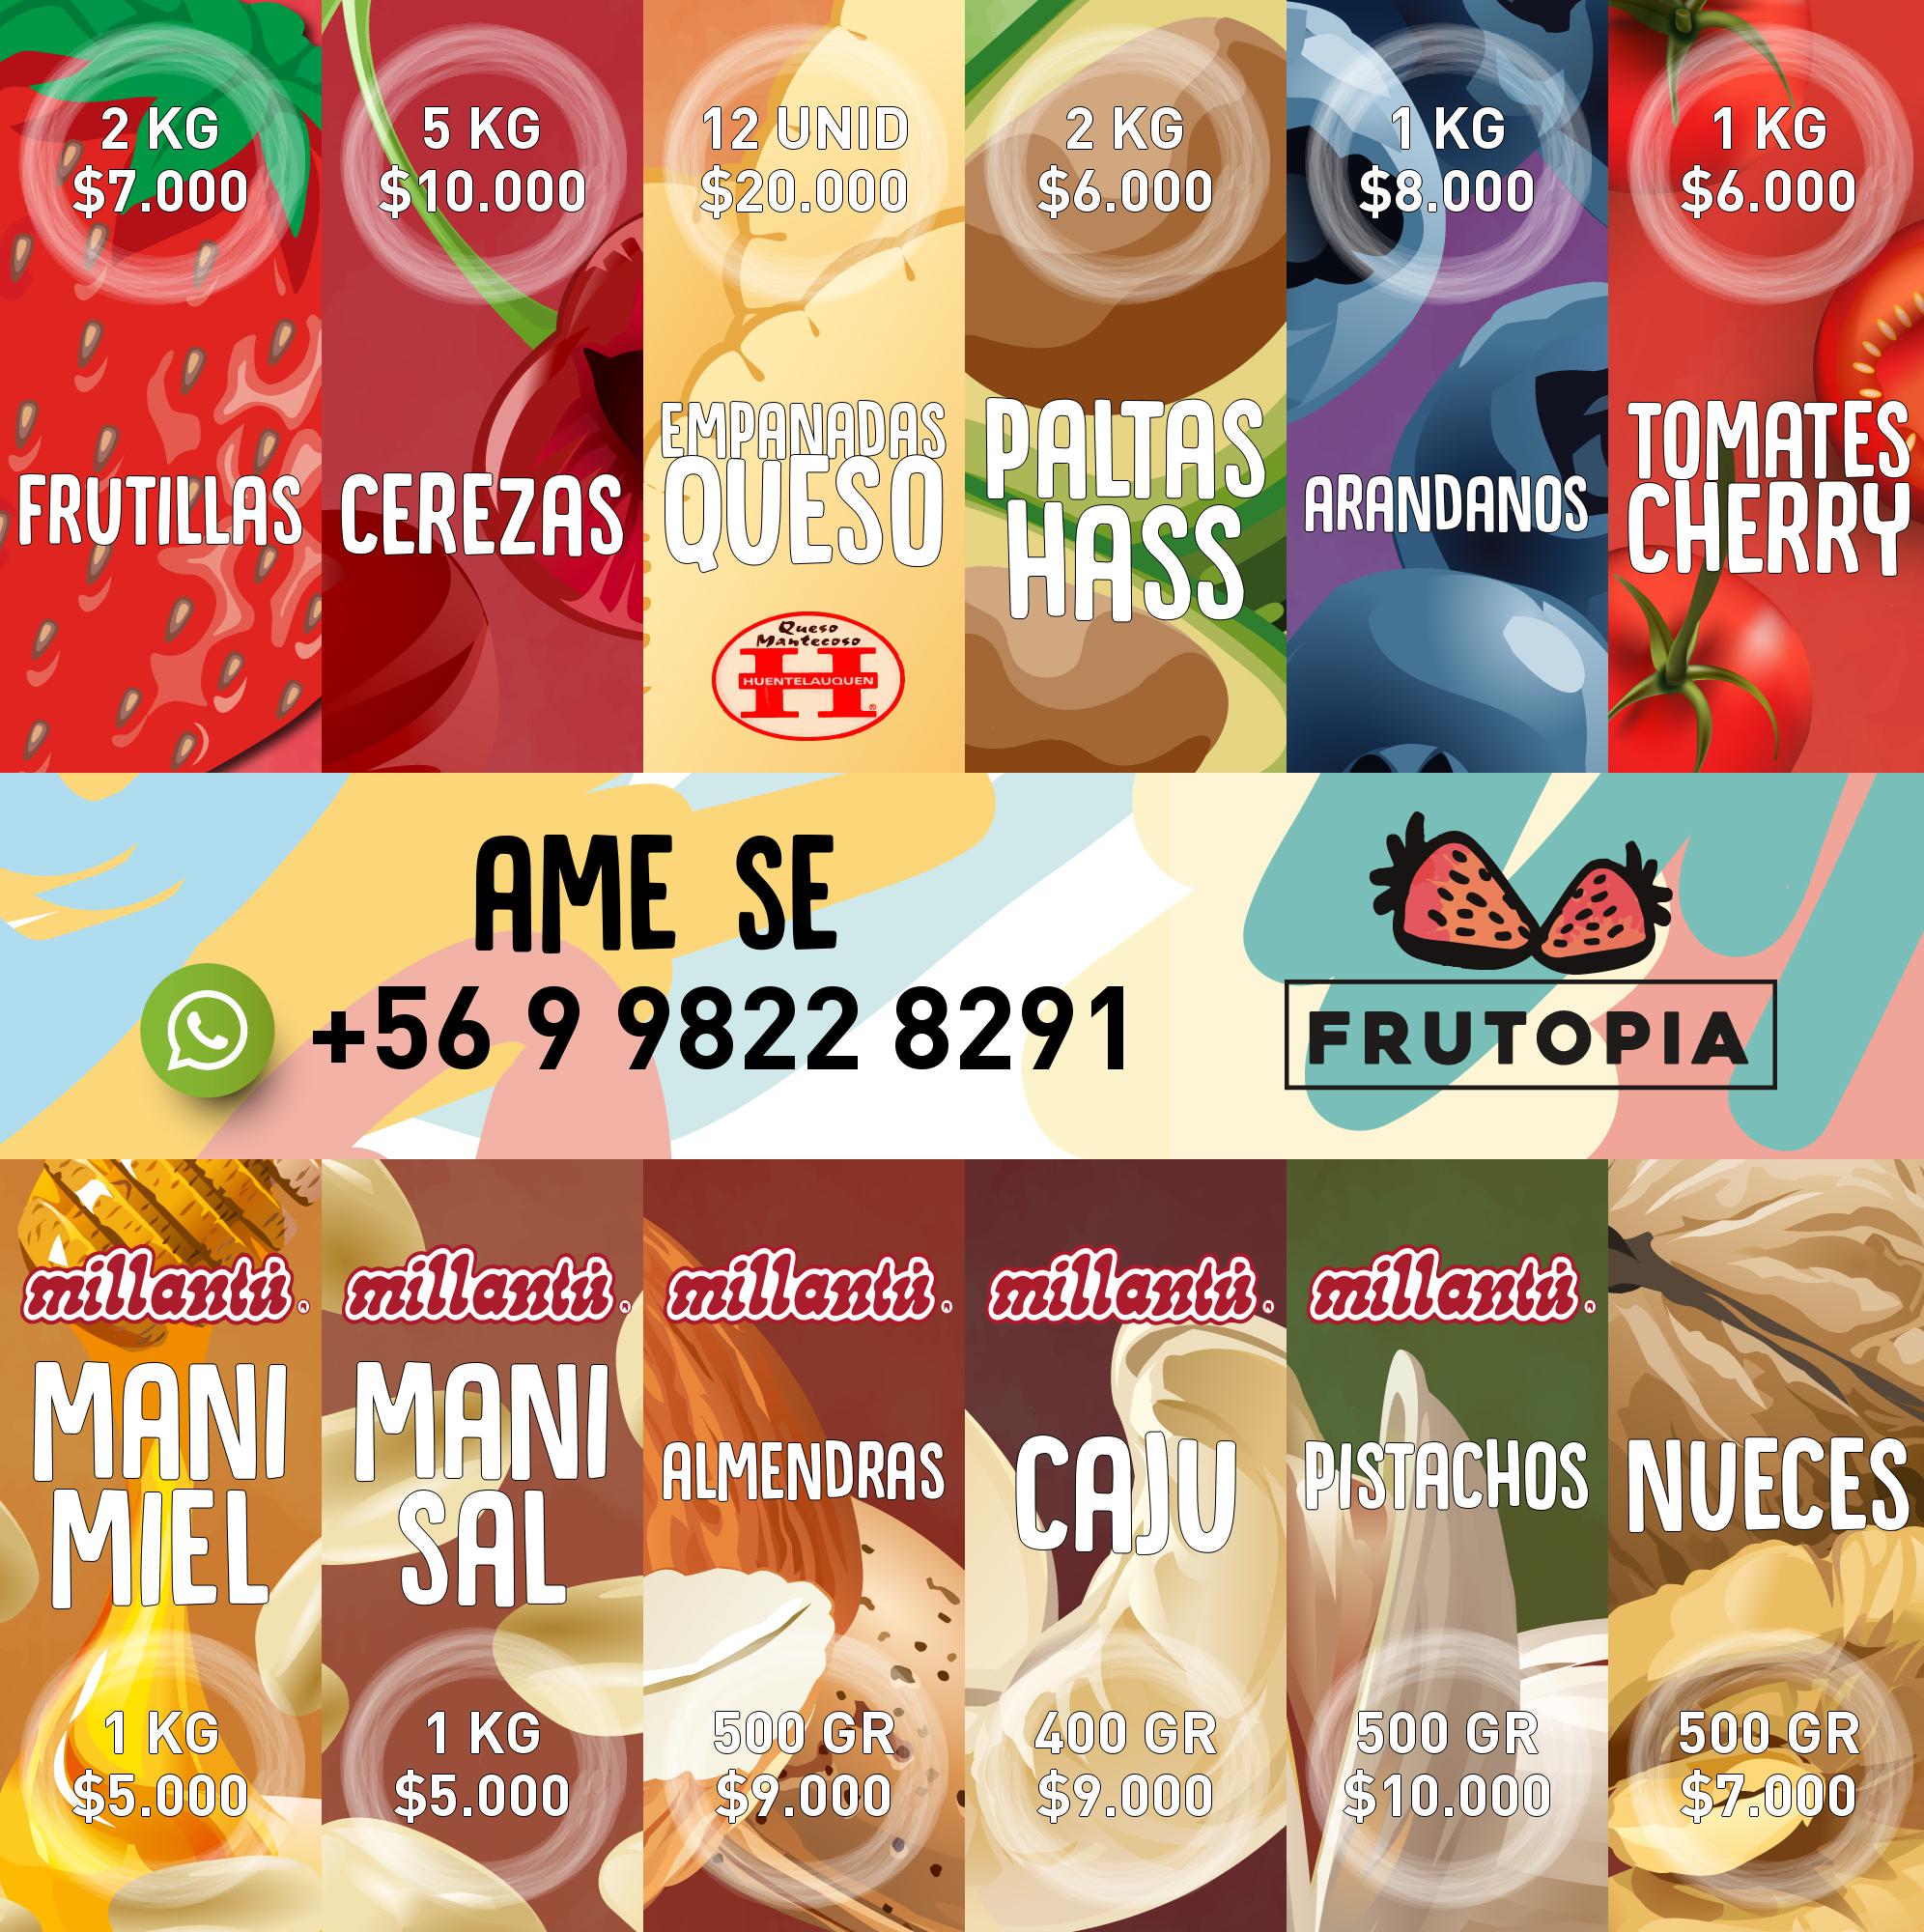 2 KG
$7.000
FRUTILLAS
5 KG
$10.000
CEREZAS
12 UNID
$20.000
EMPANADAS
QUESO
Queso
Mantecoso
H
HUENTELAUQUEN
®
2 KG
$6.000
PALTAS
HASS
1 KG
$8.000
ARANDANOS
1 KG
$6.000
TOMATES
CHERRY
AME SE
+56 9 9822 8291
FRUTOPIA
millantú®
MANI
MIEL
1 KG
$5.000
millantú®
MANI
SAL
1 KG
$5.000
millantú®
ALMENDRAS
500 GR
$9.000
millantú®
CAJU
400 GR
$9.000
millantú®
PISTACHOS
500 GR
$10.000
NUECES
500 GR
$7.000